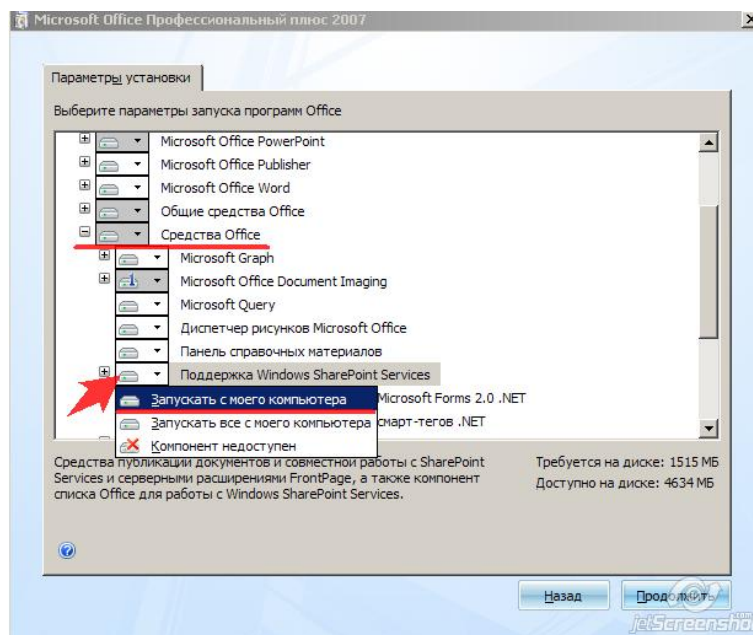 Microsoft Office Профессиональный плюс 2007
Параметры установки
Выберите параметры запуска программ Office
Microsoft Office PowerPoint
Microsoft Office Publisher
Microsoft Office Word
Общие средства Office
Средства Office
Microsoft Graph
1 Microsoft Office Document Imaging
Microsoft Query
Диспетчер рисунков Microsoft Office
Панель справочных материалов
Поддержка Windows SharePoint Services
Запускать с моего компьютера Microsoft Forms 2.0 .NET
Запускать все с моего компьютера смарт-тегов .NET
Компонент недоступен
Средства публикации документов и совместной работы с SharePoint
Services и серверными расширениями FrontPage, а также компонент
списка Office для работы с Windows SharePoint Services.
Требуется на диске: 1515 МБ
Доступно на диске: 4634 МБ
Назад Продолжить